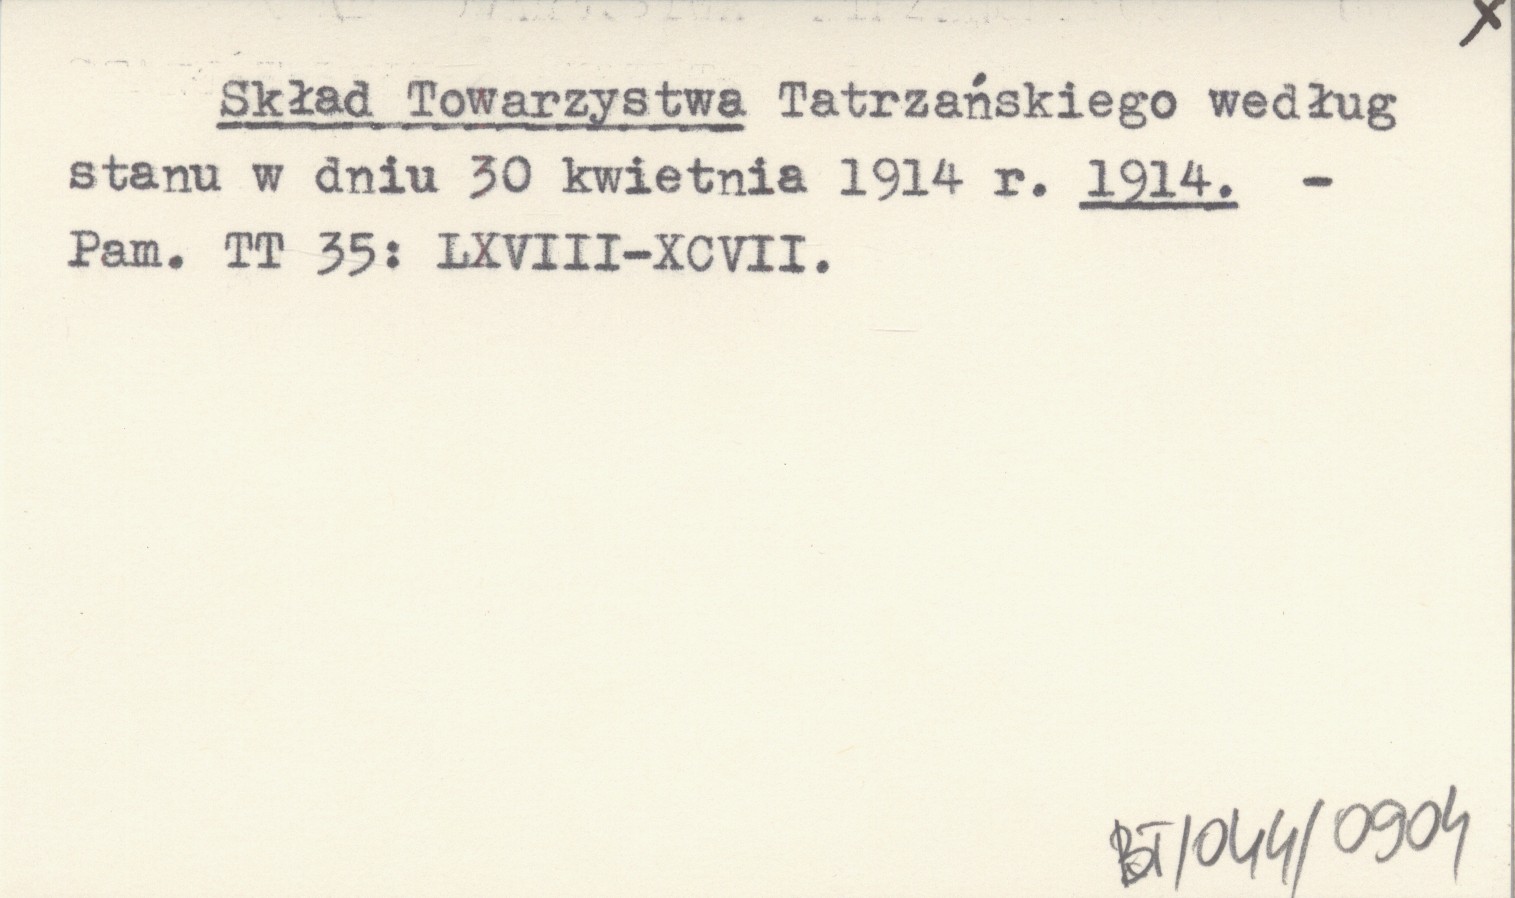 x
Skład Towarzystwa Tatrzańskiego według
stanu w dniu 30 kwietnia 1914 r. 1914. -
Pam. TT 35: LXVIII-XCVII.
BT/044/0904